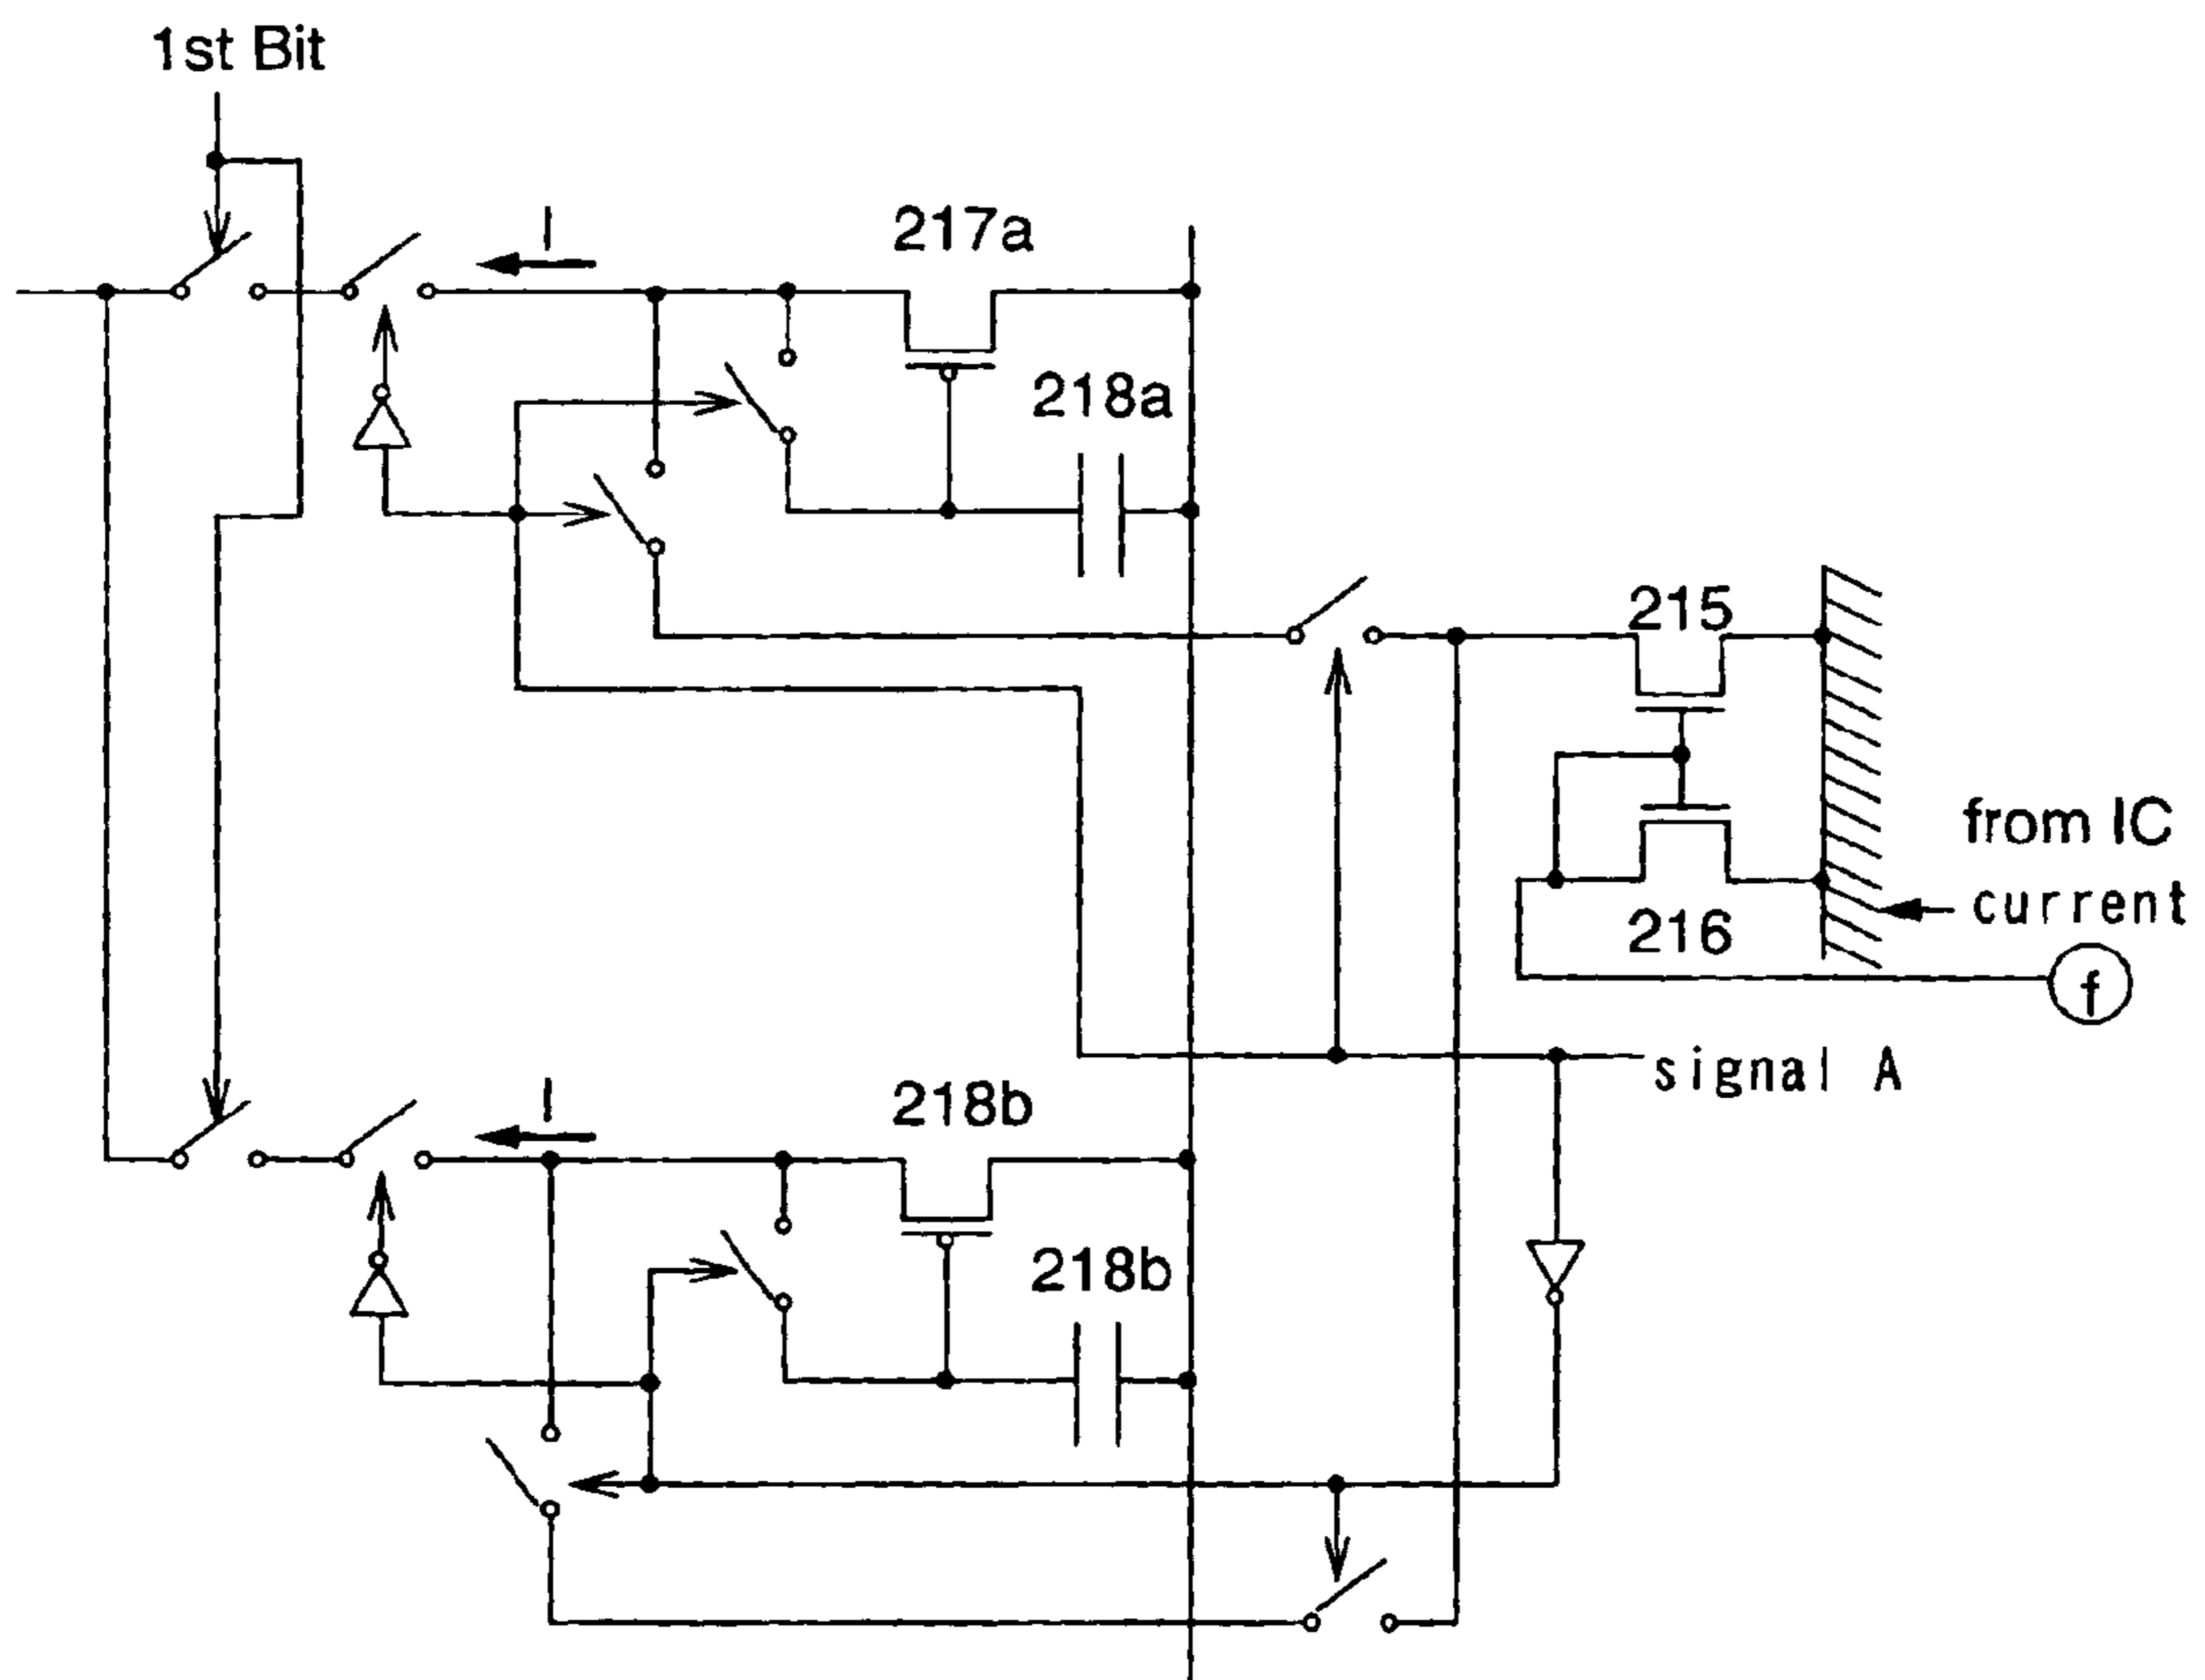 1st Bit
I
217a
218a
215
from IC
current
216
f
signal A
I
218b
218b